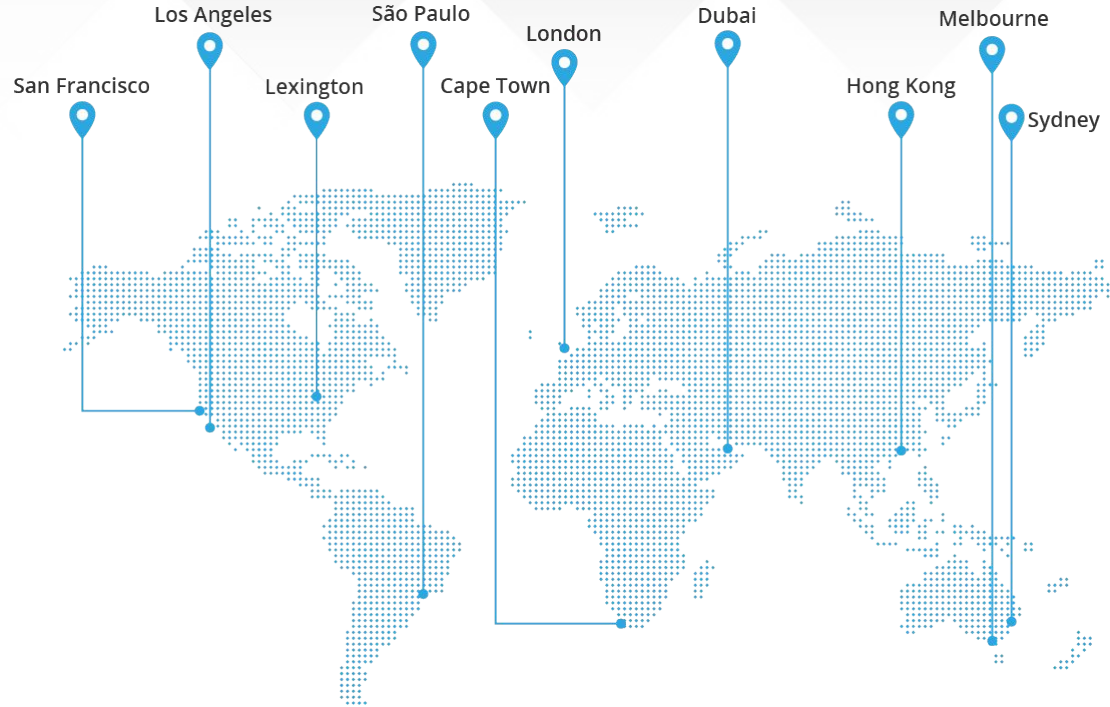 Los Angeles
São Paulo
London
Dubai
Melbourne
San Francisco
Lexington
Cape Town
Hong Kong
Sydney